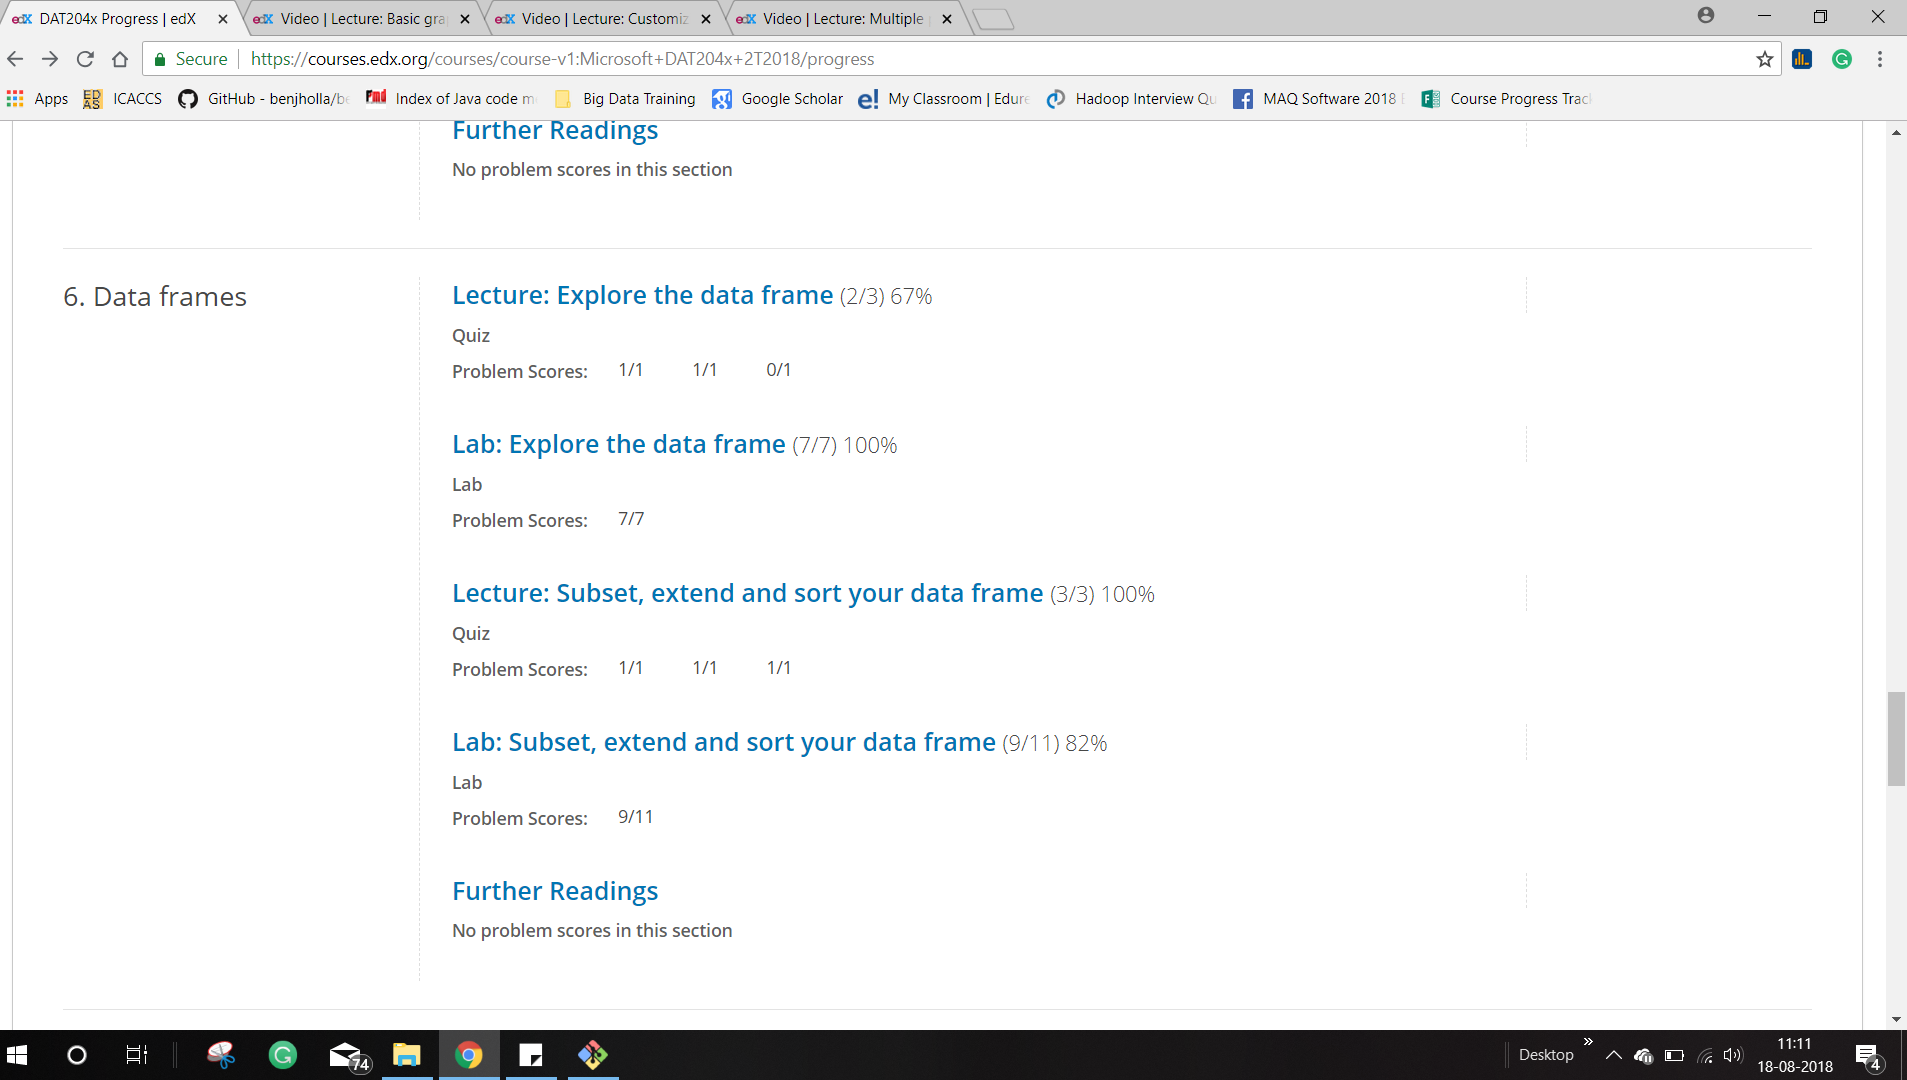 DAT204x Progress | edX
Video | Lecture: Basic gra
Video | Lecture: Customiz
Video | Lecture: Multiple
Secure https://courses.edx.org/courses/course-v1:Microsoft+DAT204x+2T2018/progress
Apps EDAS ICACCS GitHub - benjholla/be Index of Java code m Big Data Training Google Scholar My Classroom | Edure Hadoop Interview Qu MAQ Software 2018 Course Progress Trac
Further Readings
No problem scores in this section
6. Data frames
Lecture: Explore the data frame (2/3) 67%
Quiz
Problem Scores: 1/1 1/1 0/1
Lab: Explore the data frame (7/7) 100%
Lab
Problem Scores: 7/7
Lecture: Subset, extend and sort your data frame (3/3) 100%
Quiz
Problem Scores: 1/1 1/1 1/1
Lab: Subset, extend and sort your data frame (9/11) 82%
Lab
Problem Scores: 9/11
Further Readings
No problem scores in this section
74
Desktop
11:11
18-08-2018
4